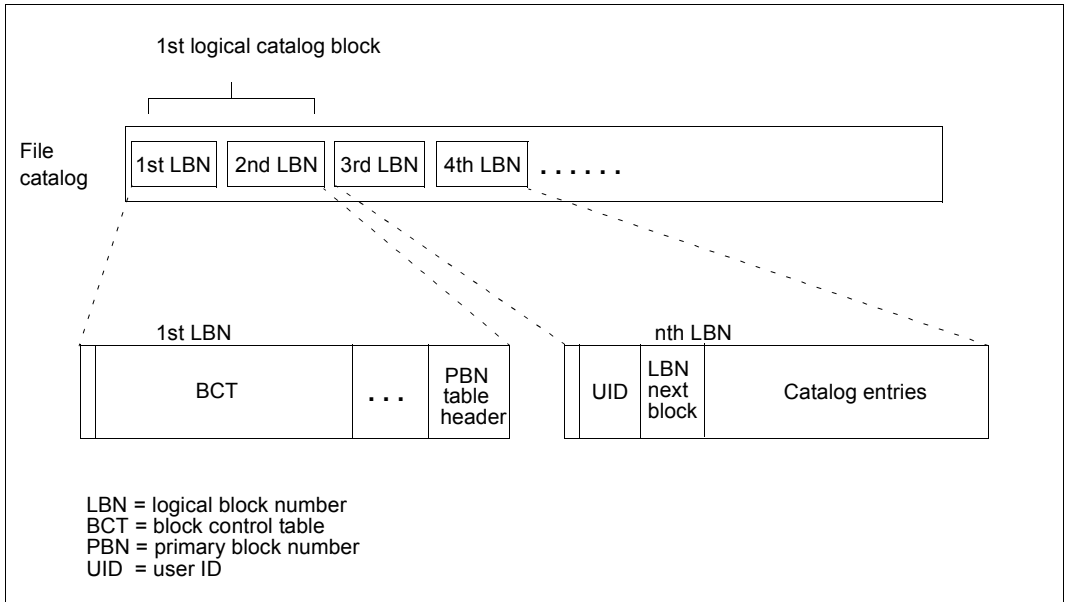 1st logical catalog block
File
catalog
1st LBN 2nd LBN 3rd LBN 4th LBN ......
1st LBN
BCT
...
PBN
table
header
nth LBN
UID
LBN
next
block
Catalog entries
LBN = logical block number
BCT = block control table
PBN = primary block number
UID = user ID